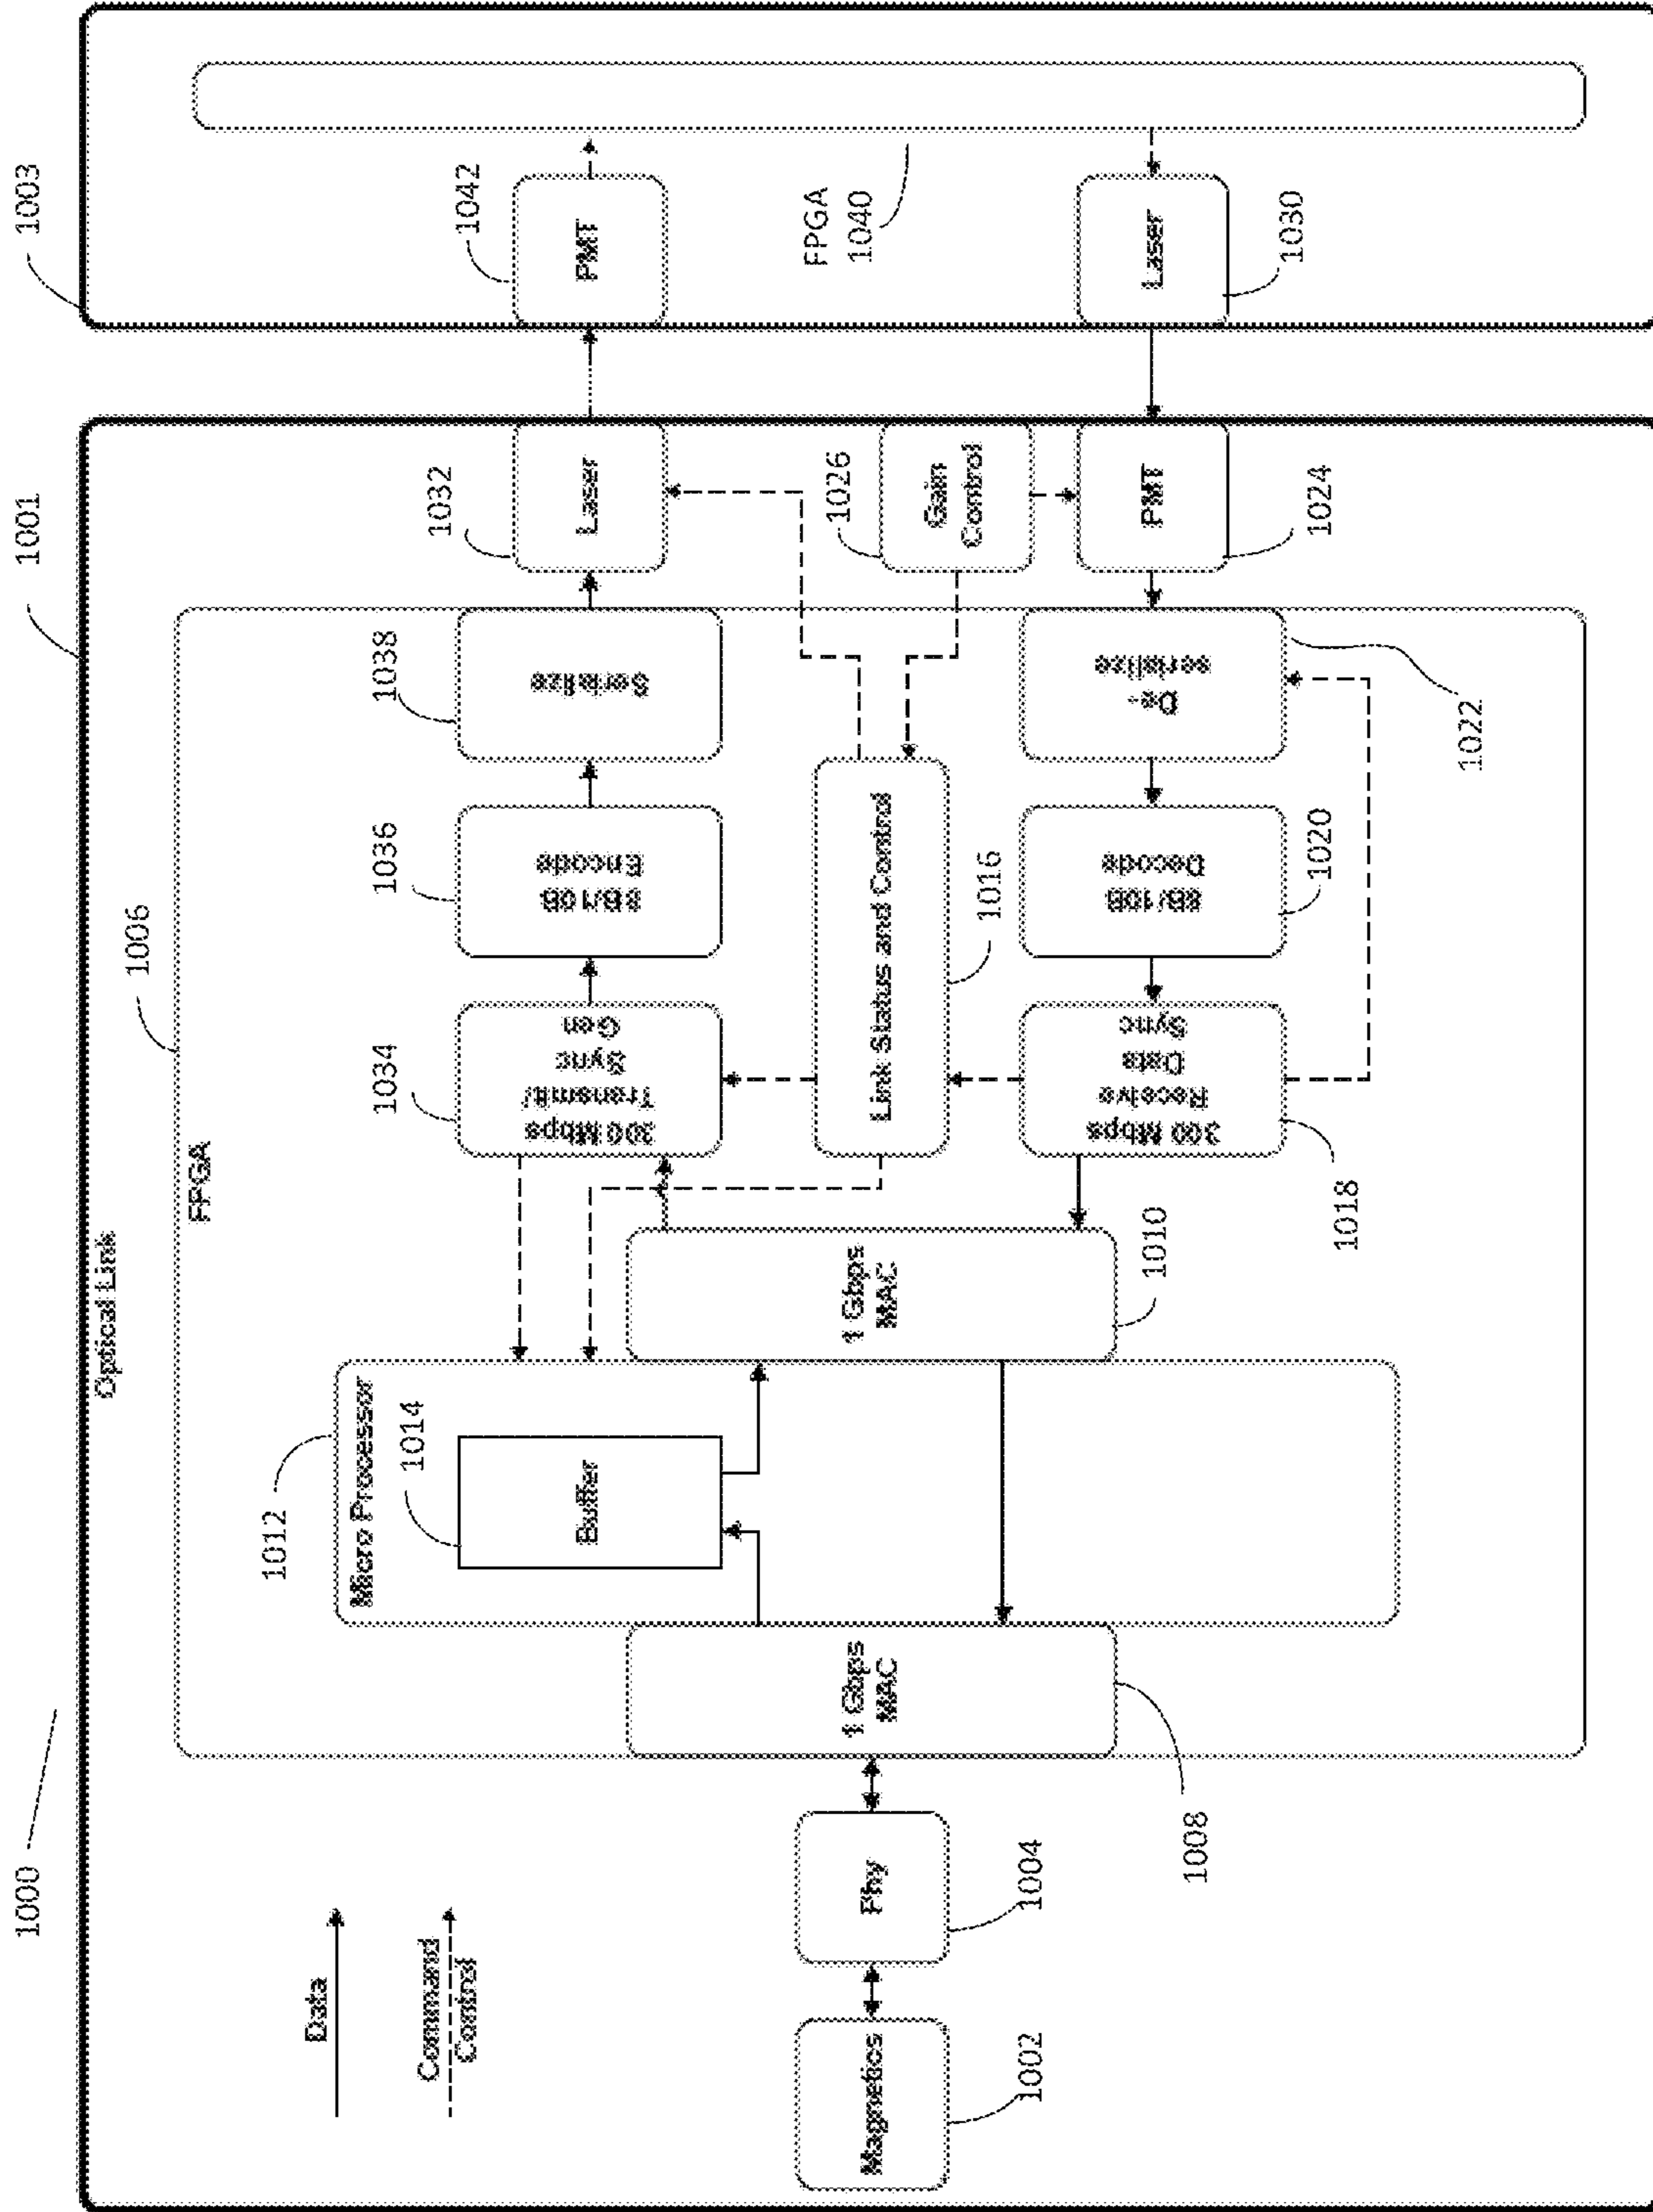 1000
1001
1003
Optical Link
1006
FPGA
Data
Command
Control
1012
Micro Processor
1014
Buffer
1034
300 Mbps
Transmit/
Sync
Gen
1036
8B/10B
Encode
1038
Serialize
1032
Laser
1042
PMT
Magnetics
1002
Phy
1004
1 Gbps
MAC
1008
1 Gbps
MAC
1010
Link Status and Control
1016
1026
Gain
Control
FPGA
1040
300 Mbps
Receive
Data
Sync
1018
8B/10B
Decode
1020
De-
serialize
1022
PMT
1024
Laser
1030